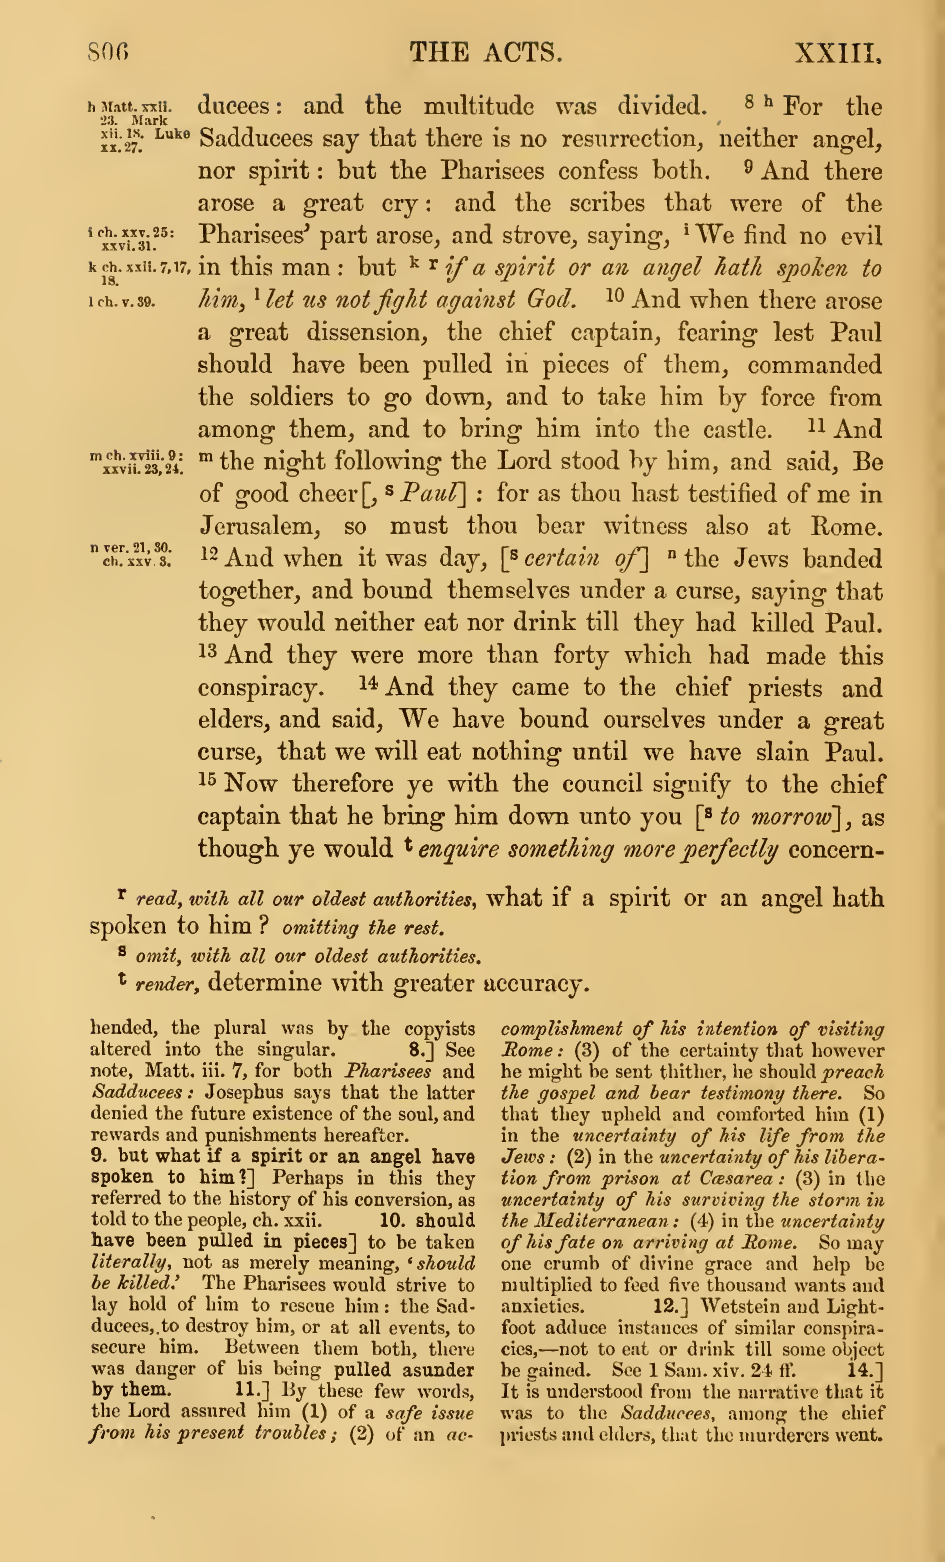 806 THE ACTS. XXIII.
h Matt. xxii.
23. Mark
xii. 18. Luke
xx. 27.
ducees: and the multitude was divided. 8 h For the
Sadducees say that there is no resurrection, neither angel,
nor spirit: but the Pharisees confess both. 9 And there
arose a great cry: and the scribes that were of the
i ch. xxv. 25:
xxvi. 31.
Pharisees' part arose, and strove, saying, i We find no evil
k ch. xxii. 7, 17,
18.
in this man: but k r if a spirit or an angel hath spoken to
l ch. v. 39.
him, l let us not fight against God. 10 And when there arose
a great dissension, the chief captain, fearing lest Paul
should have been pulled in pieces of them, commanded
the soldiers to go down, and to take him by force from
among them, and to bring him into the castle. 11 And
m ch. xviii. 9:
xxvii. 23, 24.
m the night following the Lord stood by him, and said, Be
of good cheer[, s Paul] : for as thou hast testified of me in
Jerusalem, so must thou bear witness also at Rome.
n ver. 21, 30.
ch. xxv. 3.
12 And when it was day, [s certain of] n the Jews banded
together, and bound themselves under a curse, saying that
they would neither eat nor drink till they had killed Paul.
13 And they were more than forty which had made this
conspiracy. 14 And they came to the chief priests and
elders, and said, We have bound ourselves under a great
curse, that we will eat nothing until we have slain Paul.
15 Now therefore ye with the council signify to the chief
captain that he bring him down unto you [s to morrow], as
though ye would t enquire something more perfectly concern-
r read, with all our oldest authorities, what if a spirit or an angel hath
spoken to him ? omitting the rest.
s omit, with all our oldest authorities.
t render, determine with greater accuracy.
hended, the plural was by the copyists
altered into the singular. 8.] See
note, Matt. iii. 7, for both Pharisees and
Sadducees: Josephus says that the latter
denied the future existence of the soul, and
rewards and punishments hereafter.
9. but what if a spirit or an angel have
spoken to him?] Perhaps in this they
referred to the history of his conversion, as
told to the people, ch. xxii. 10. should
have been pulled in pieces] to be taken
literally, not as merely meaning, 'should
be killed.' The Pharisees would strive to
lay hold of him to rescue him: the Sad-
ducees, to destroy him, or at all events, to
secure him. Between them both, there
was danger of his being pulled asunder
by them. 11.] By these few words,
the Lord assured him (1) of a safe issue
from his present troubles; (2) of an ac-
complishment of his intention of visiting
Rome: (3) of the certainty that however
he might be sent thither, he should preach
the gospel and bear testimony there. So
that they upheld and comforted him (1)
in the uncertainty of his life from the
Jews: (2) in the uncertainty of his libera-
tion from prison at Cæsarea: (3) in the
uncertainty of his surviving the storm in
the Mediterranean: (4) in the uncertainty
of his fate on arriving at Rome. So may
one crumb of divine grace and help be
multiplied to feed five thousand wants and
anxieties. 12.] Wetstein and Light-
foot adduce instances of similar conspira-
cies,—not to eat or drink till some object
be gained. See 1 Sam. xiv. 24 ff. 14.]
It is understood from the narrative that it
was to the Sadducees, among the chief
priests and elders, that the murderers went.